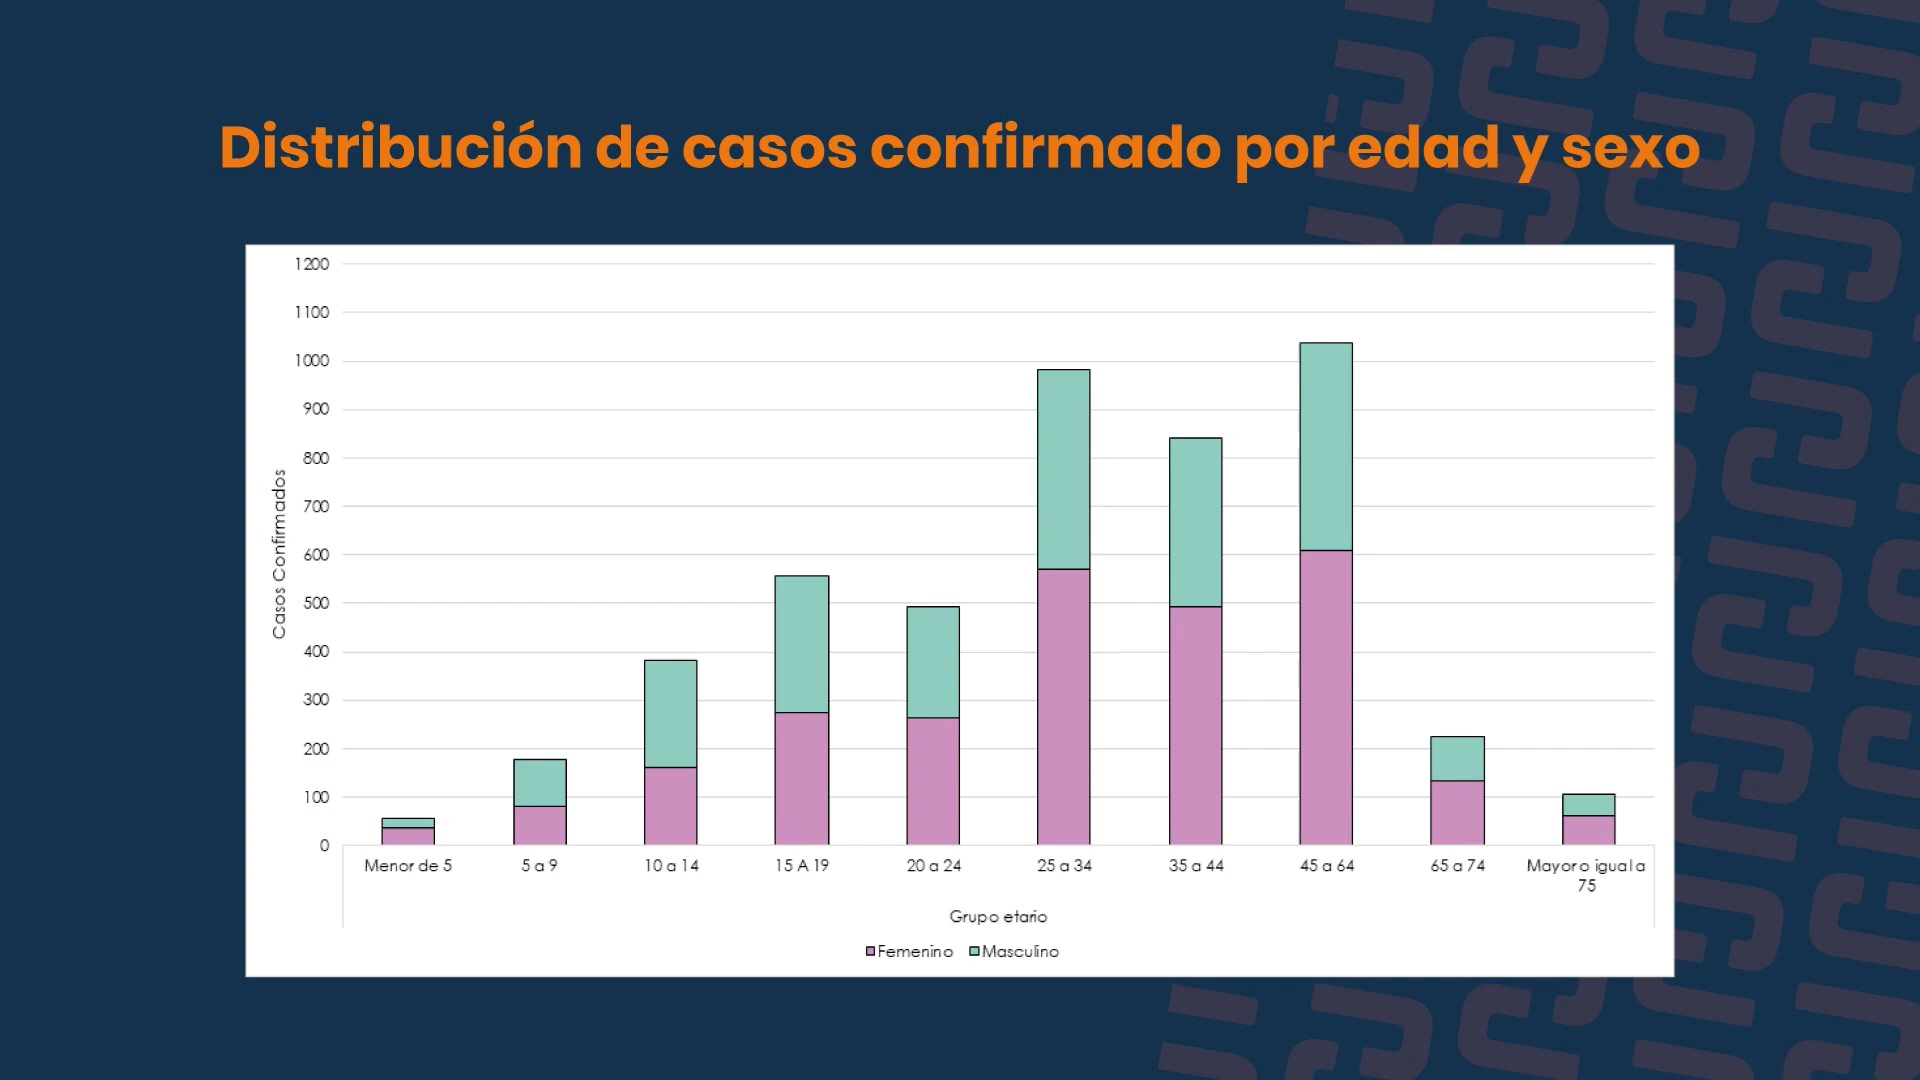 Distribución de casos confirmado por edad y sexo
1200
1100
1000
900
800
700
600
500
400
300
200
100
0
Casos Confirmados
Menor de 5 5 a 9 10 a 14 15 A 19 20 a 24 25 a 34 35 a 44 45 a 64 65 a 74 Mayor o igual a
75
Grupo etario
Femenino Masculino